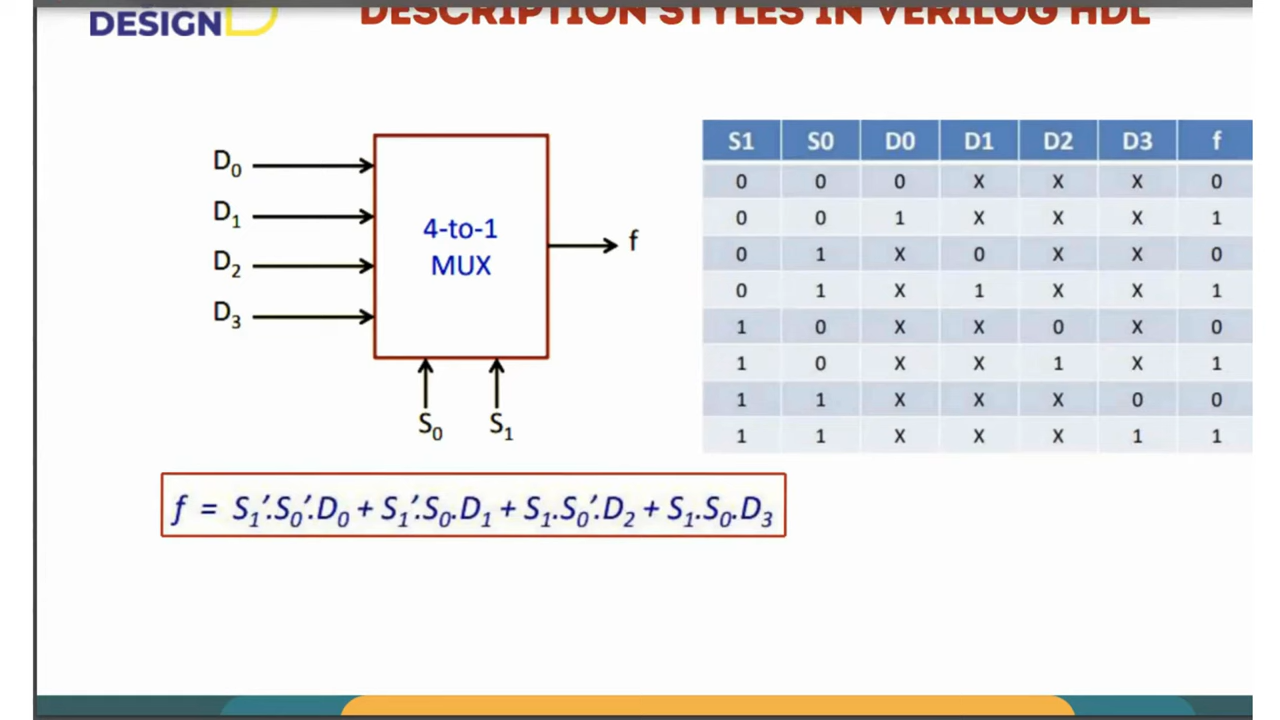 DESIGN
DESCRIPTION STYLES IN VERILOG HDL
D₀
D₁
D₂
D₃
4-to-1
MUX
f
S₀ S₁
S1 S0 D0 D1 D2 D3 f
0 0 0 X X X 0
0 0 1 X X X 1
0 1 X 0 X X 0
0 1 X 1 X X 1
1 0 X X 0 X 0
1 0 X X 1 X 1
1 1 X X X 0 0
1 1 X X X 1 1
f = S₁′.S₀′.D₀ + S₁′.S₀.D₁ + S₁.S₀′.D₂ + S₁.S₀.D₃